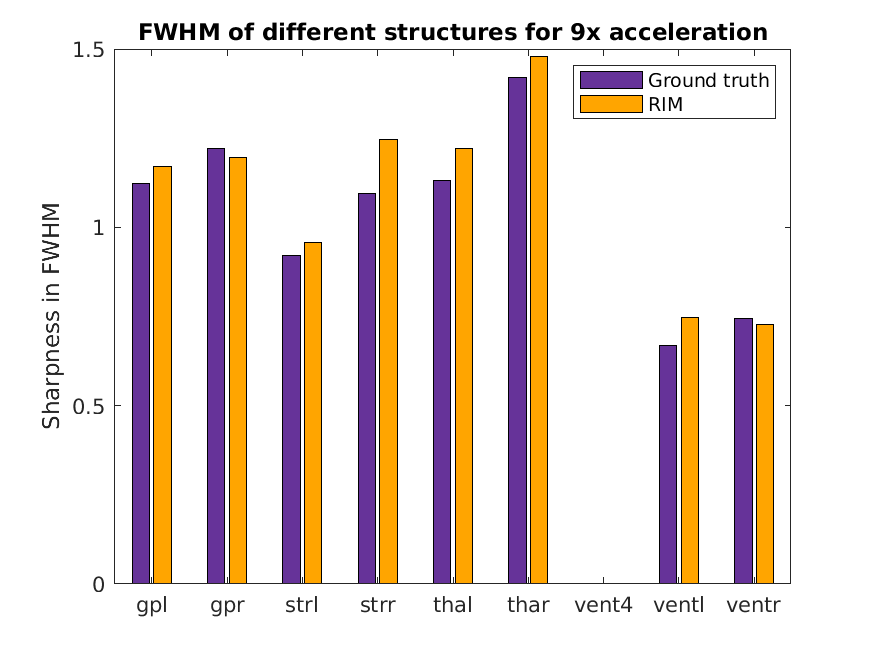 FWHM of different structures for 9x acceleration
Ground truth
RIM
Sharpness in FWHM
1.5
1
0.5
0
gpl gpr strl strr thal thar vent4 ventl ventr